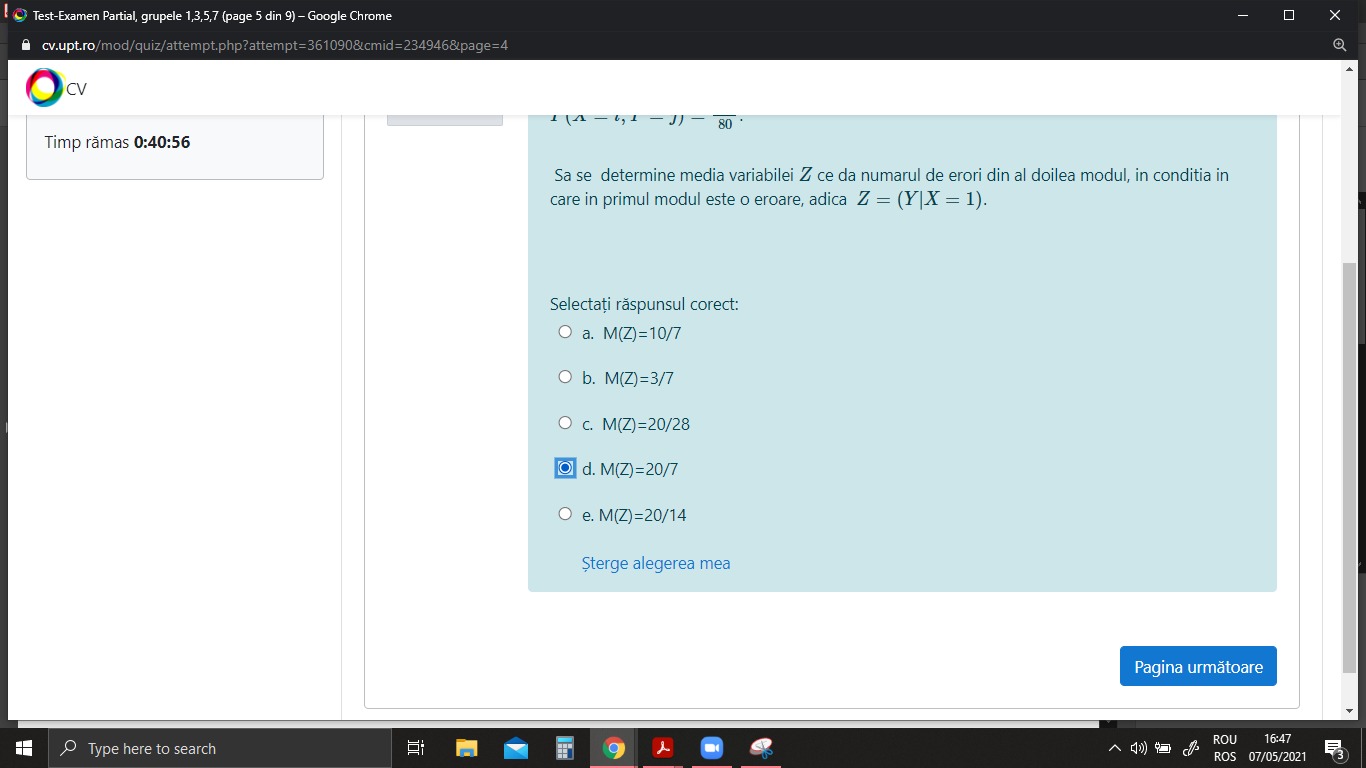 Test-Examen Partial, grupele 1,3,5,7 (page 5 din 9) – Google Chrome
cv.upt.ro/mod/quiz/attempt.php?attempt=361090&cmid=234946&page=4
CV
Timp rămas 0:40:56
80
Sa se determine media variabilei Z ce da numarul de erori din al doilea modul, in conditia in
care in primul modul este o eroare, adica Z = (Y|X = 1).
Selectați răspunsul corect:
a. M(Z)=10/7
b. M(Z)=3/7
c. M(Z)=20/28
d. M(Z)=20/7
e. M(Z)=20/14
Șterge alegerea mea
Pagina următoare
Type here to search
ROU
ROS
16:47
07/05/2021
3